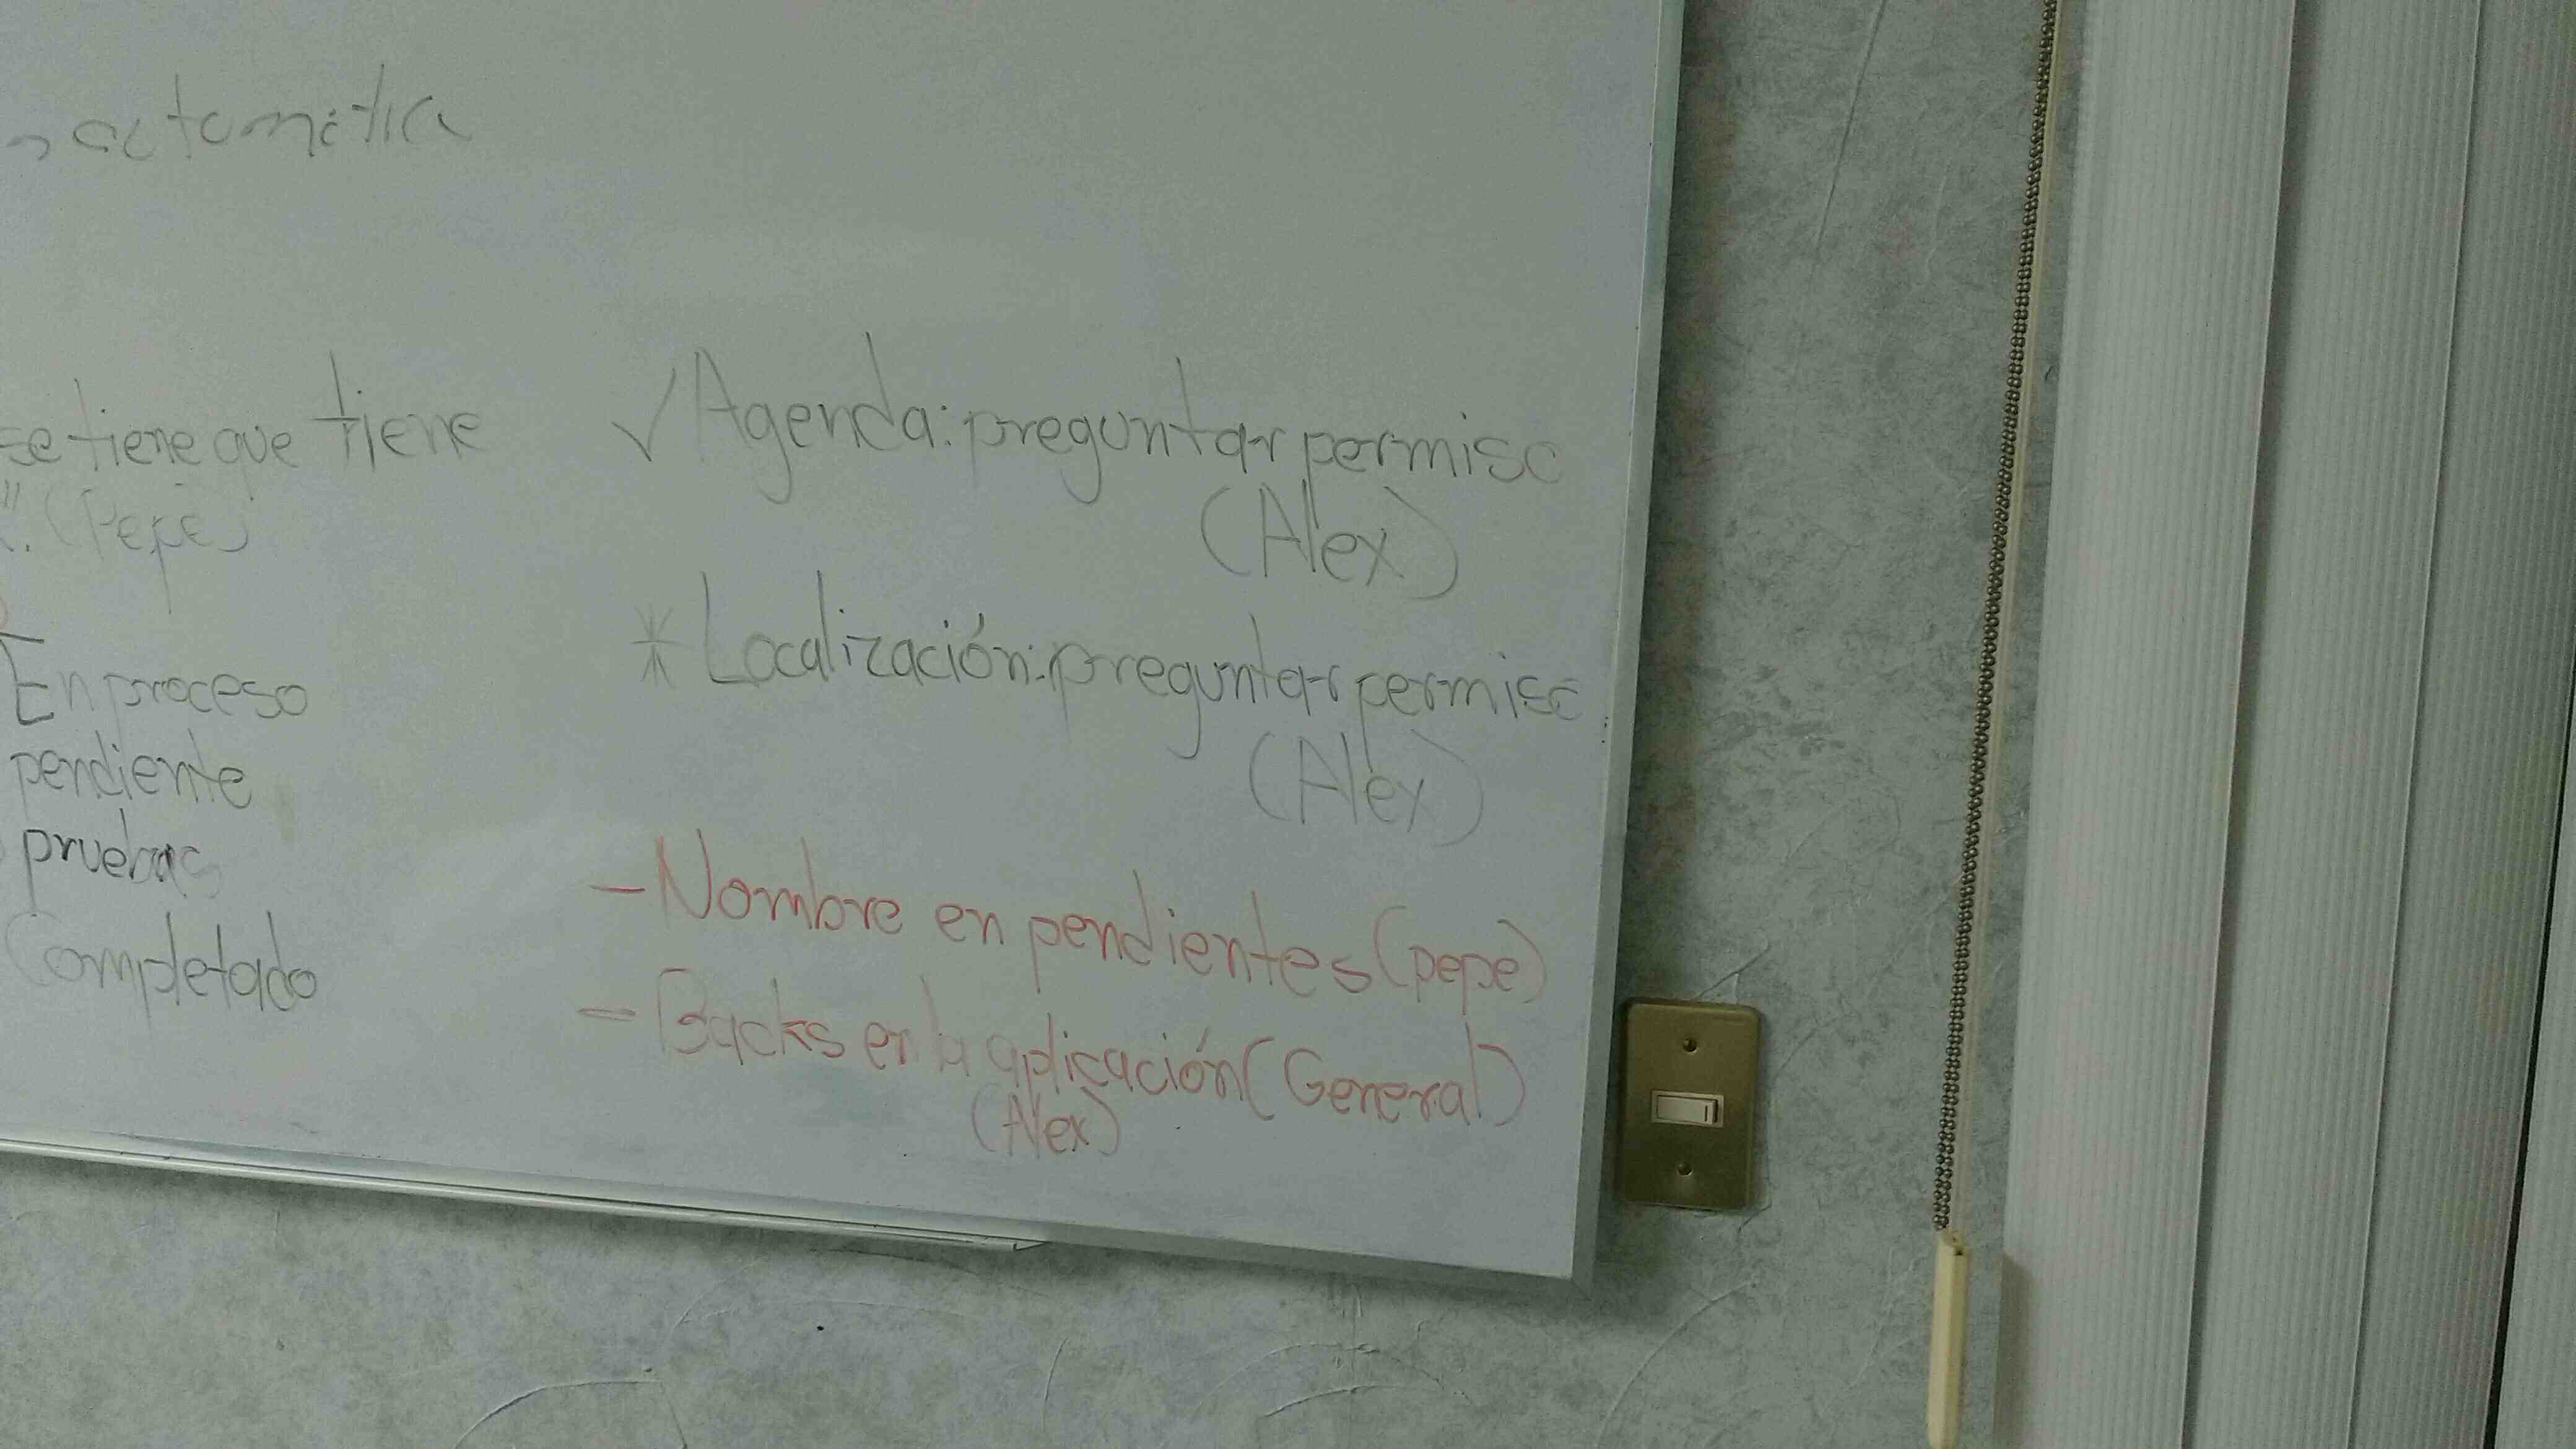 automática
se tiene que tiene
(Pepe)
En proceso
pendiente
pruebas
Completado
✓ Agenda: preguntar permiso
(Alex)
* Localización: preguntar permiso
(Alex)
- Nombre en pendientes (pepe)
- Backs en la aplicación (General)
(Alex)